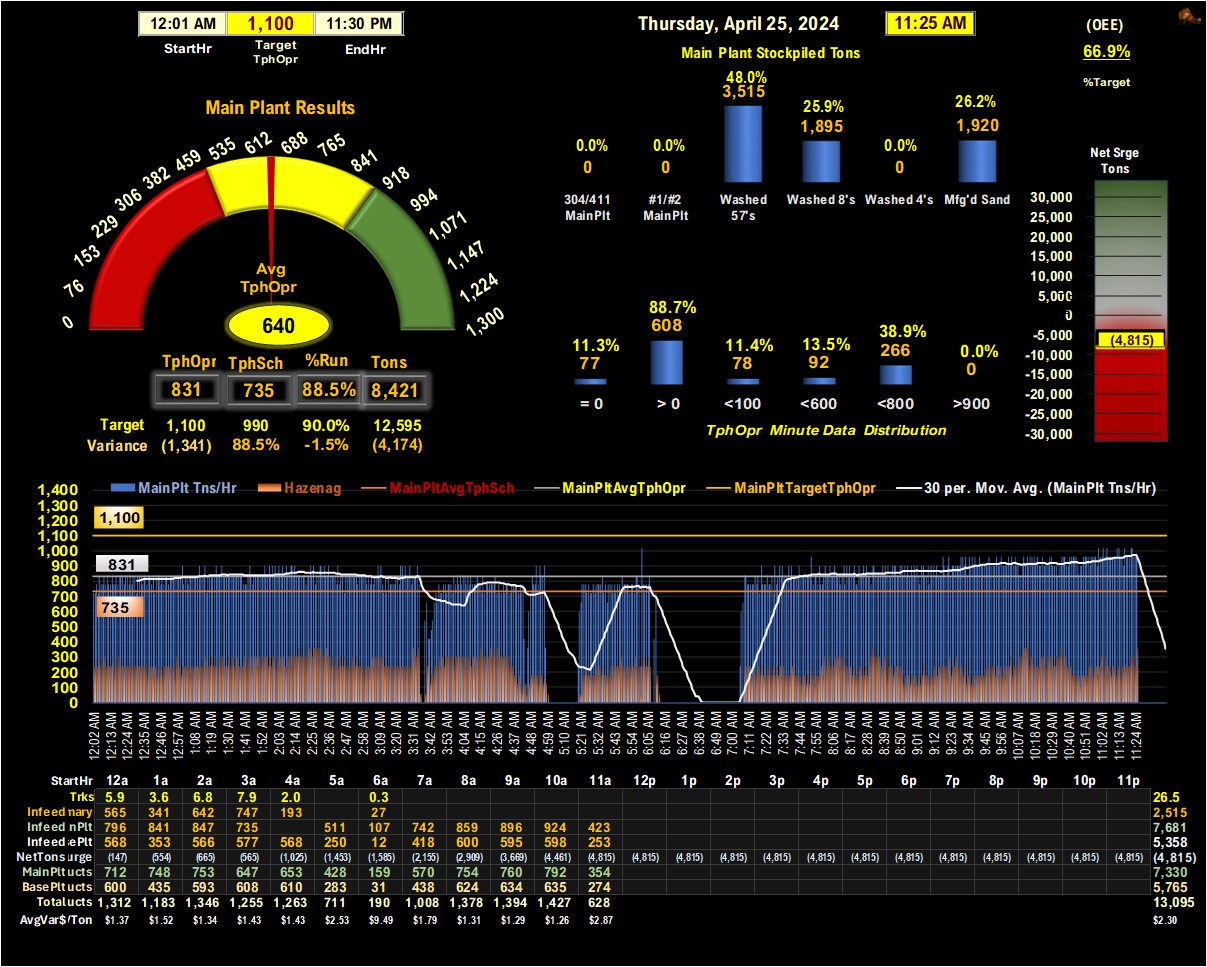 12:01 AM 1,100 11:30 PM
StartHr Target TphOpr EndHr
Thursday, April 25, 2024 11:25 AM
(OEE)
66.9%
%Target
Main Plant Stockpiled Tons
48.0%
3,515
0.0% 0.0% 25.9% 0.0% 26.2%
0 0 1,895 0 1,920
304/411 MainPlt #1/#2 MainPlt Washed 57's Washed 8's Washed 4's Mfg'd Sand
Main Plant Results
0 76 153 229 306 382 459 535 612 688 765 841 918 994 1,071 1,147 1,224 1,300
Avg
TphOpr
640
TphOpr TphSch %Run Tons
831 735 88.5% 8,421
Target 1,100 990 90.0% 12,595
Variance (1,341) 88.5% -1.5% (4,174)
11.3% 88.7% 11.4% 13.5% 38.9% 0.0%
77 608 78 92 266 0
= 0 > 0 <100 <600 <800 >900
TphOpr Minute Data Distribution
Net Srge
Tons
30,000
25,000
20,000
15,000
10,000
5,000
0
-5,000
-10,000
-15,000
-20,000
-25,000
-30,000
(4,815)
MainPlt Tns/Hr Hazenag MainPltAvgTphSch MainPltAvgTphOpr MainPltTargetTphOpr 30 per. Mov. Avg. (MainPlt Tns/Hr)
1,400
1,300
1,200
1,100
1,000
900
800
700
600
500
400
300
200
100
0
1,100
831
735
12:02 AM 12:13 AM 12:24 AM 12:35 AM 12:46 AM 12:57 AM 1:08 AM 1:19 AM 1:30 AM 1:41 AM 1:52 AM 2:03 AM 2:14 AM 2:25 AM 2:36 AM 2:47 AM 2:58 AM 3:09 AM 3:20 AM 3:31 AM 3:42 AM 3:53 AM 4:04 AM 4:15 AM 4:26 AM 4:37 AM 4:48 AM 4:59 AM 5:10 AM 5:21 AM 5:32 AM 5:43 AM 5:54 AM 6:05 AM 6:16 AM 6:27 AM 6:38 AM 6:49 AM 7:00 AM 7:11 AM 7:22 AM 7:33 AM 7:44 AM 7:55 AM 8:06 AM 8:17 AM 8:28 AM 8:39 AM 8:50 AM 9:01 AM 9:12 AM 9:23 AM 9:34 AM 9:45 AM 9:56 AM 10:07 AM 10:18 AM 10:29 AM 10:40 AM 10:51 AM 11:02 AM 11:13 AM 11:24 AM
StartHr 12a 1a 2a 3a 4a 5a 6a 7a 8a 9a 10a 11a 12p 1p 2p 3p 4p 5p 6p 7p 8p 9p 10p 11p
Trks 5.9 3.6 6.8 7.9 2.0 0.3 26.5
Infeed mary 565 341 642 747 193 27 2,515
Infeed nPlt 796 841 847 735 511 107 742 859 896 924 423 7,681
Infeed ePlt 568 353 566 577 568 250 12 418 600 595 598 253 5,358
NetTons urge (147) (554) (665) (565) (1,025) (1,453) (1,585) (2,155) (2,909) (3,669) (4,461) (4,815) (4,815) (4,815) (4,815) (4,815) (4,815) (4,815) (4,815) (4,815) (4,815) (4,815) (4,815) (4,815) (4,815)
MainPlt ucts 712 748 753 647 653 428 159 570 754 760 792 354 7,330
BasePlt ucts 600 435 593 608 610 283 31 438 624 634 635 274 5,765
Total ucts 1,312 1,183 1,346 1,255 1,263 711 190 1,008 1,378 1,394 1,427 628 13,095
AvgVar$/Ton $1.37 $1.52 $1.34 $1.43 $1.43 $2.53 $9.49 $1.79 $1.31 $1.29 $1.26 $2.87 $2.30